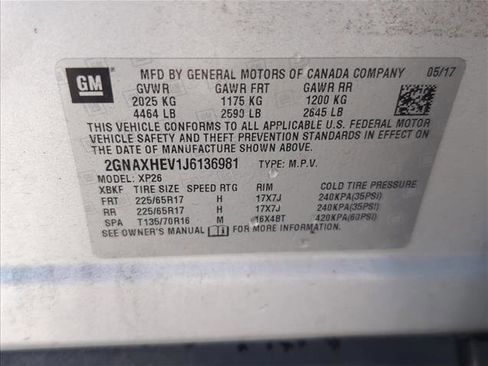 GM
MFD BY GENERAL MOTORS OF CANADA COMPANY 05/17
GVWR GAWR FRT GAWR RR
2025 KG 1175 KG 1200 KG
4464 LB 2590 LB 2645 LB
THIS VEHICLE CONFORMS TO ALL APPLICABLE U.S. FEDERAL MOTOR
VEHICLE SAFETY AND THEFT PREVENTION STANDARDS IN EFFECT ON THE
DATE OF MANUFACTURE SHOWN ABOVE.
2GNAXHEV1J6136981 TYPE: M.P.V.
MODEL: XP26
XBKF TIRE SIZE SPEED RTG RIM COLD TIRE PRESSURE
FRT 225/65R17 H 17X7J 240KPA(35PSI)
RR 225/65R17 H 17X7J 240KPA(35PSI)
SPA T135/70R16 M 16X4BT 420KPA(60PSI)
SEE OWNER'S MANUAL FOR MORE INFORMATION.